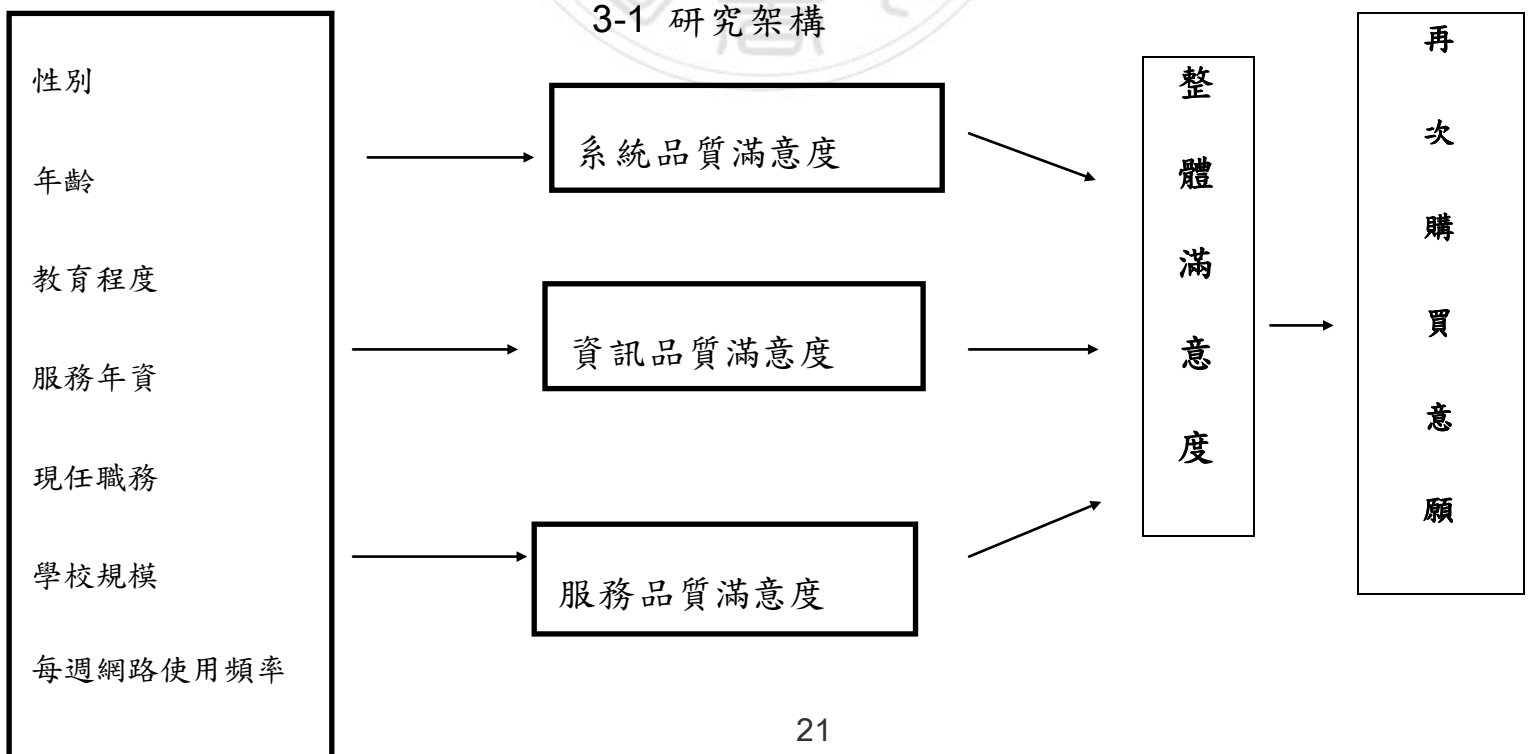 3-1 研究架構
性別
年齡
教育程度
服務年資
現任職務
學校規模
每週網路使用頻率
系統品質滿意度
資訊品質滿意度
服務品質滿意度
整體滿意度
再次購買意願
21